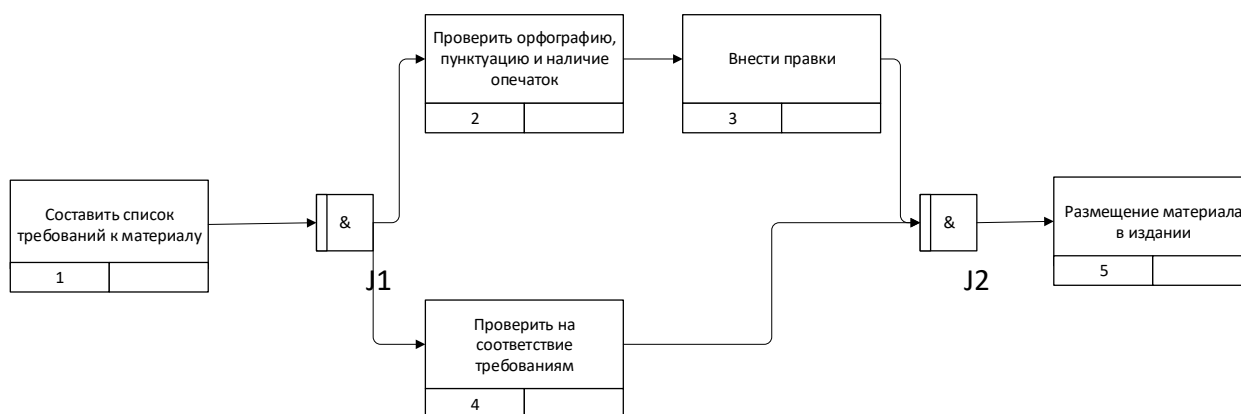 Проверить орфографию,
пунктуацию и наличие
опечаток
2
Внести правки
3
Составить список
требований к материалу
1
&
J1
&
J2
Размещение материала
в издании
5
Проверить на
соответствие
требованиям
4